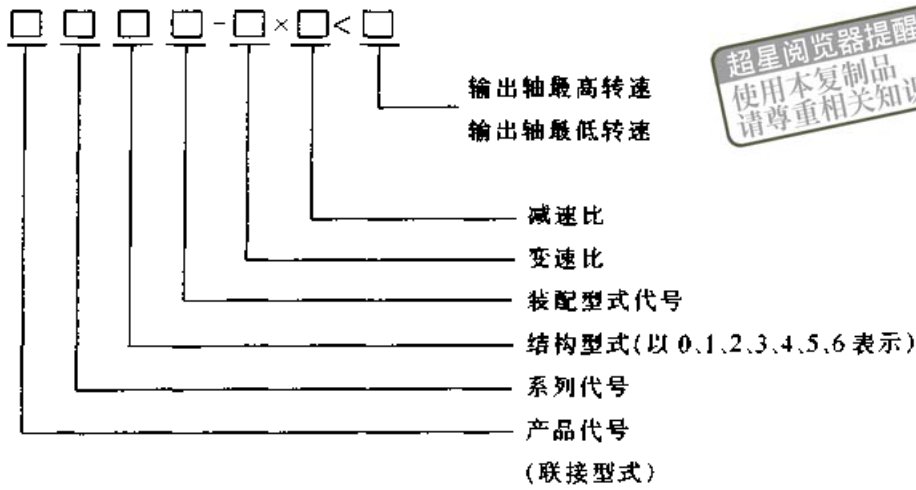 □ □ □ □-□×□<□
超星阅览器提醒
使用本复制品
请尊重相关知识
输出轴最高转速
输出轴最低转速
减速比
变速比
装配型式代号
结构型式(以 0、1、2、3、4、5、6 表示)
系列代号
产品代号
(联接型式)